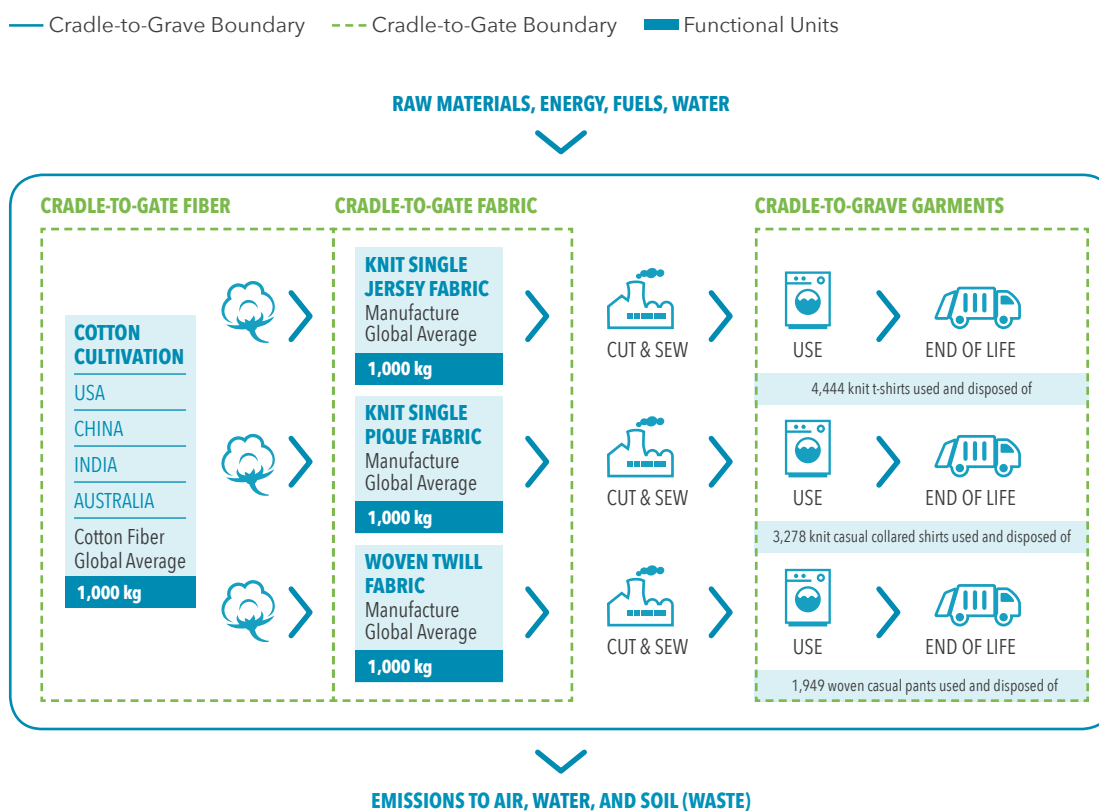 Cradle-to-Grave Boundary
Cradle-to-Gate Boundary
Functional Units
RAW MATERIALS, ENERGY, FUELS, WATER
CRADLE-TO-GATE FIBER
CRADLE-TO-GATE FABRIC
CRADLE-TO-GRAVE GARMENTS
COTTON
CULTIVATION
USA
CHINA
INDIA
AUSTRALIA
Cotton Fiber
Global Average
1,000 kg
KNIT SINGLE
JERSEY FABRIC
Manufacture
Global Average
1,000 kg
CUT & SEW
USE
END OF LIFE
4,444 knit t-shirts used and disposed of
KNIT SINGLE
PIQUE FABRIC
Manufacture
Global Average
1,000 kg
CUT & SEW
USE
END OF LIFE
3,278 knit casual collared shirts used and disposed of
WOVEN TWILL
FABRIC
Manufacture
Global Average
1,000 kg
CUT & SEW
USE
END OF LIFE
1,949 woven casual pants used and disposed of
EMISSIONS TO AIR, WATER, AND SOIL (WASTE)